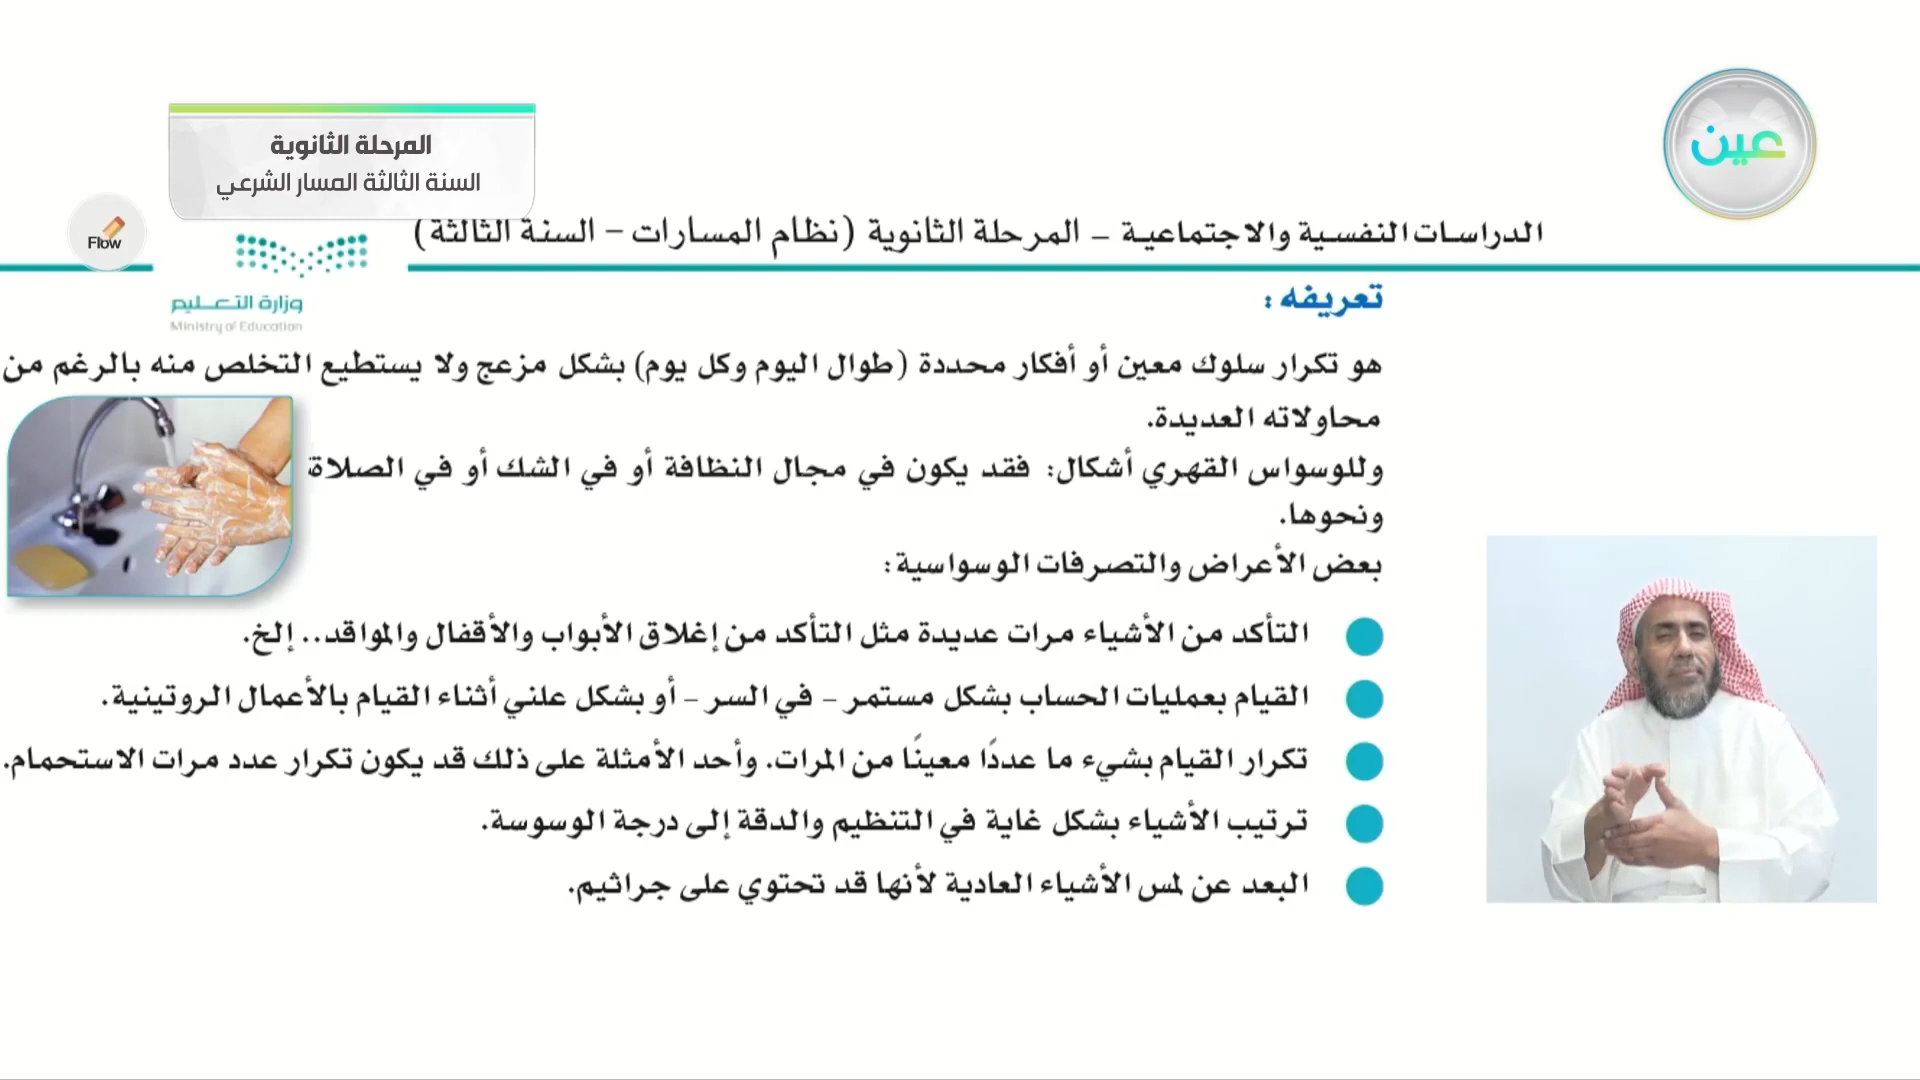 عين
المرحلة الثانوية
السنة الثالثة المسار الشرعي
Flow
الدراسات النفسية والاجتماعية – المرحلة الثانوية (نظام المسارات – السنة الثالثة)
وزارة التعليم
Ministry of Education
تعريفه :
هو تكرار سلوك معين أو أفكار محددة (طوال اليوم وكل يوم) بشكل مزعج ولا يستطيع التخلص منه بالرغم من
محاولاته العديدة.
وللوسواس القهري أشكال: فقد يكون في مجال النظافة أو في الشك أو في الصلاة
ونحوها.
بعض الأعراض والتصرفات الوسواسية:
التأكد من الأشياء مرات عديدة مثل التأكد من إغلاق الأبواب والأقفال والمواقد.. إلخ.
القيام بعمليات الحساب بشكل مستمر – في السر – أو بشكل علني أثناء القيام بالأعمال الروتينية.
تكرار القيام بشيء ما عددًا معينًا من المرات. وأحد الأمثلة على ذلك قد يكون تكرار عدد مرات الاستحمام.
ترتيب الأشياء بشكل غاية في التنظيم والدقة إلى درجة الوسوسة.
البعد عن لمس الأشياء العادية لأنها قد تحتوي على جراثيم.